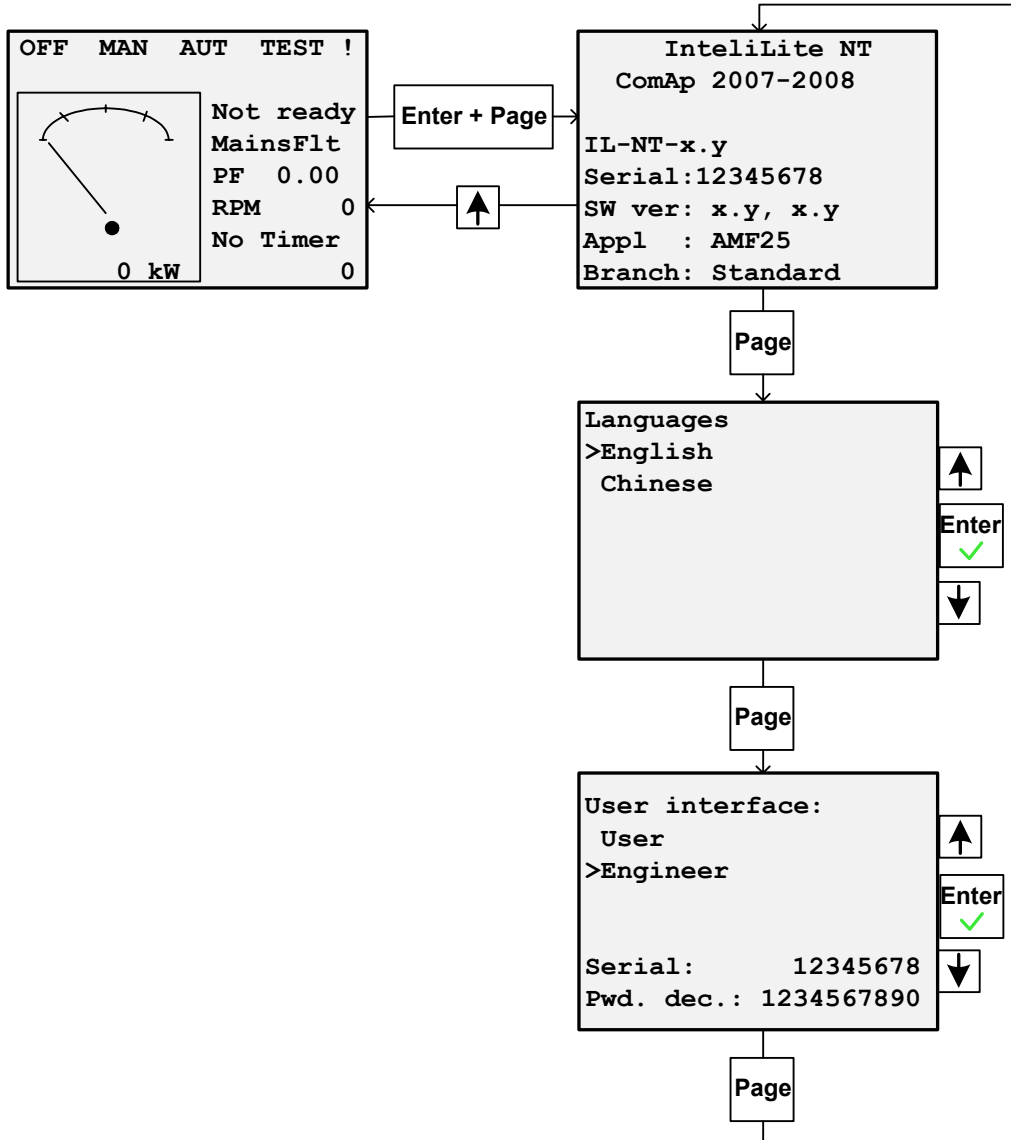 OFF MAN AUT TEST !
Not ready
MainsFlt
PF 0.00
RPM 0
No Timer
0 kW 0
Enter + Page
InteliLite NT
ComAp 2007-2008
IL-NT-x.y
Serial:12345678
SW ver: x.y, x.y
Appl : AMF25
Branch: Standard
Page
Languages
>English
Chinese
Enter
Page
User interface:
User
>Engineer
Serial: 12345678
Pwd. dec.: 1234567890
Enter
Page